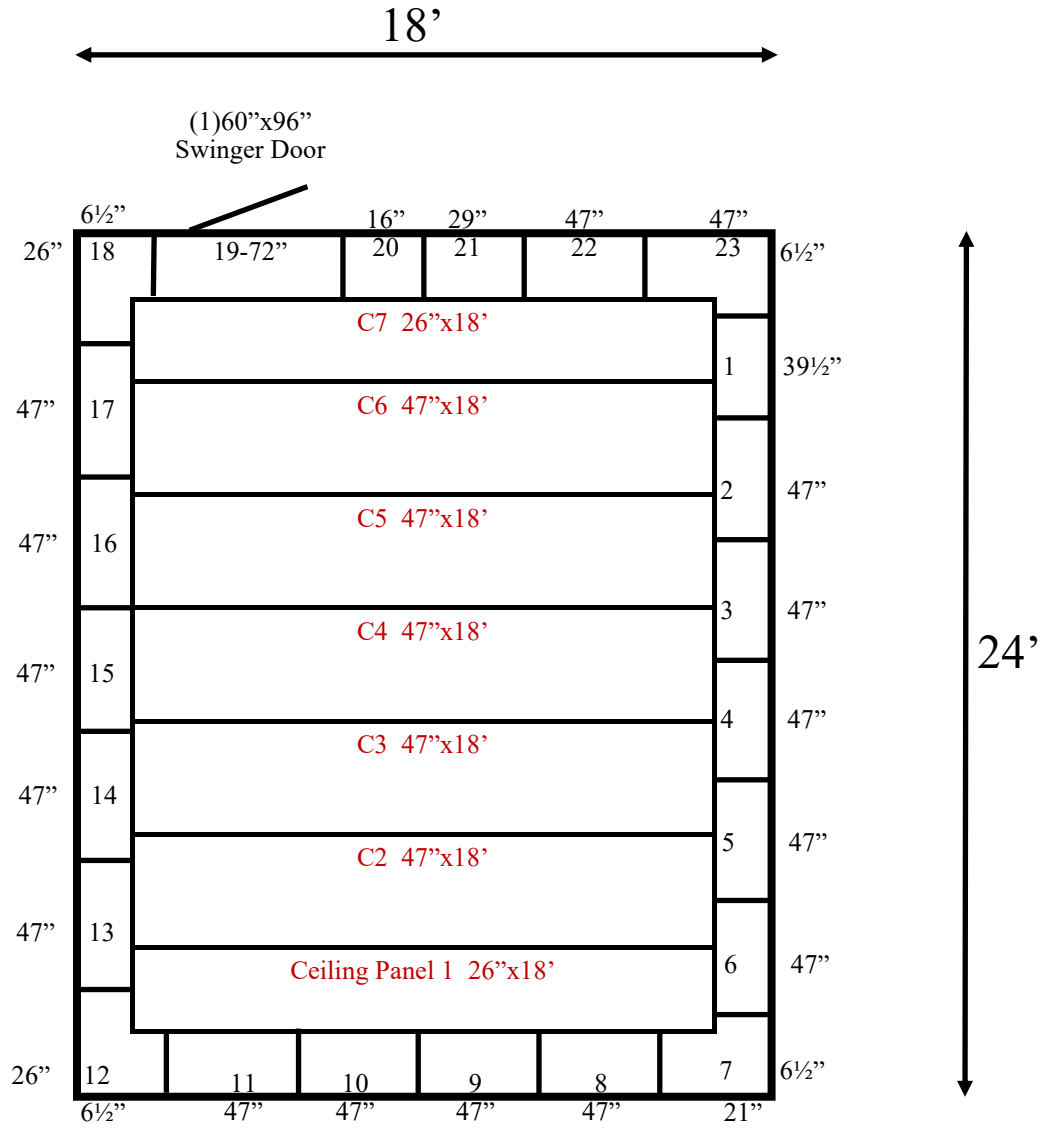 18’
(1)60”x96”
Swinger Door
6½” 16” 29” 47” 47”
26” 18 19-72” 20 21 22 23 6½”
C7 26”x18’
1 39½”
47” 17 C6 47”x18’
2 47”
C5 47”x18’
47” 16
3 47”
C4 47”x18’
24’
47” 15
4 47”
C3 47”x18’
47” 14
5 47”
C2 47”x18’
47” 13
6 47”
Ceiling Panel 1 26”x18’
26” 12 11 10 9 8 7 6½”
6½” 47” 47” 47” 47” 21”